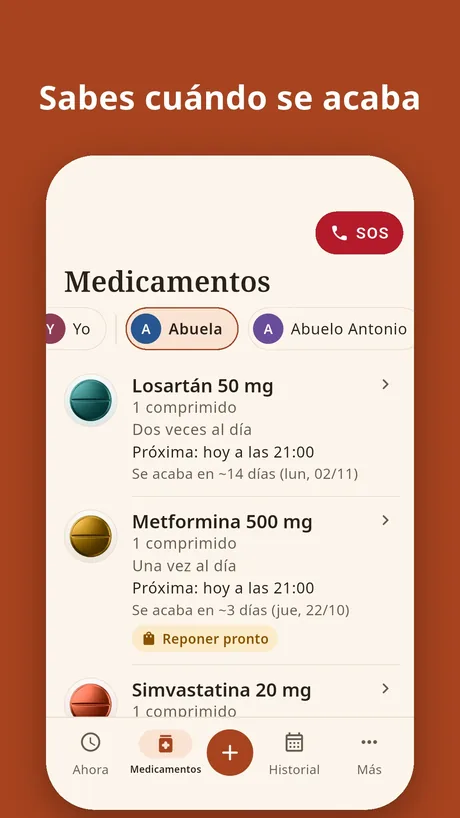 Sabes cuándo se acaba
SOS
Medicamentos
Y Yo
A Abuela
A Abuelo Antonio
Losartán 50 mg
1 comprimido
Dos veces al día
Próxima: hoy a las 21:00
Se acaba en ~14 días (lun, 02/11)
Metformina 500 mg
1 comprimido
Una vez al día
Próxima: hoy a las 21:00
Se acaba en ~3 días (jue, 22/10)
Reponer pronto
Simvastatina 20 mg
1 comprimido
Ahora
Medicamentos
Historial
Más